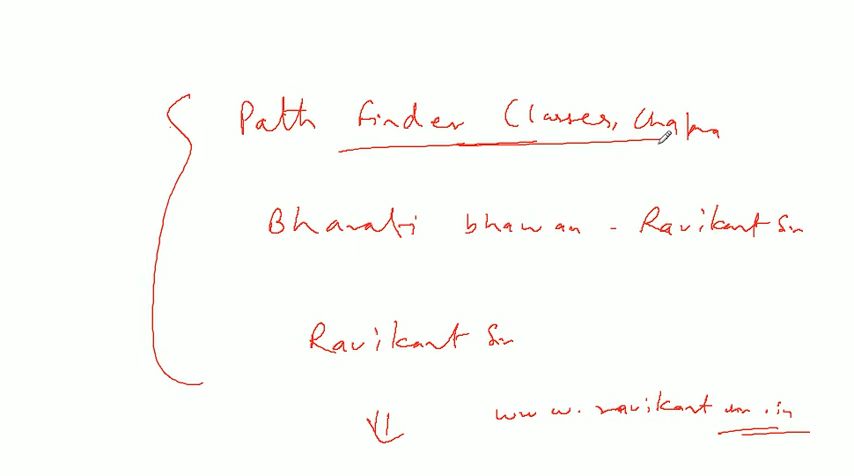 Path Finder Classes, Chapra
Bharati bhawan - Ravikant Sir
Ravikant Sir
www.ravikantsir.in